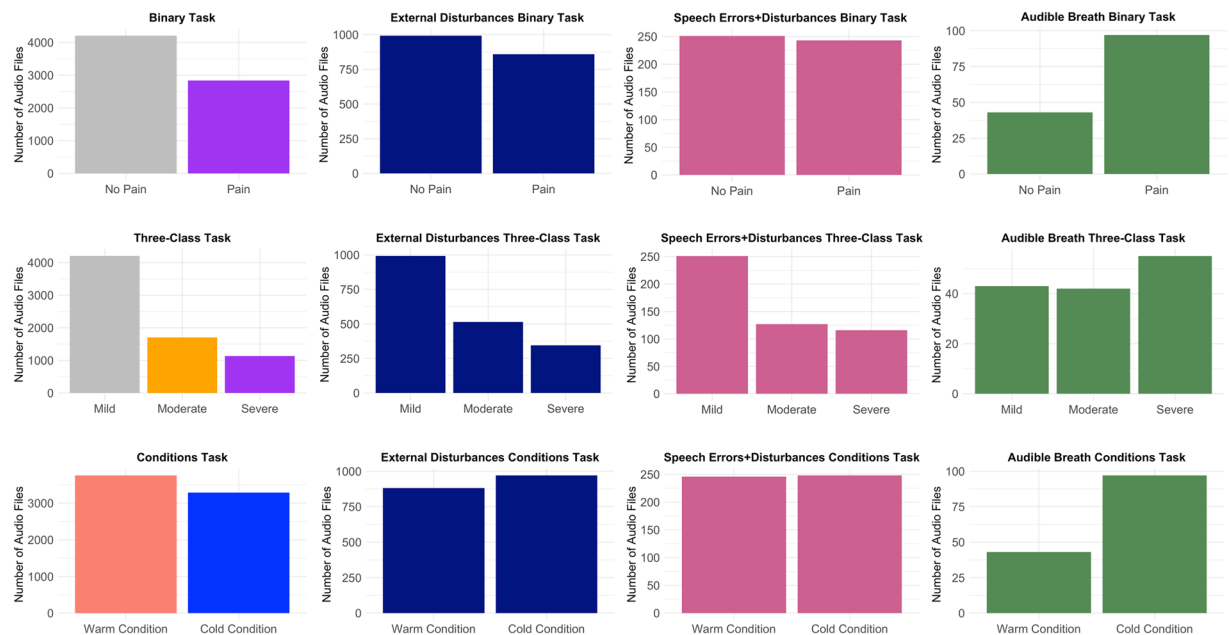 Binary Task
Number of Audio Files
4000
3000
2000
1000
0
No Pain
Pain
External Disturbances Binary Task
Number of Audio Files
1000
750
500
250
0
No Pain
Pain
Speech Errors+Disturbances Binary Task
Number of Audio Files
250
200
150
100
50
0
No Pain
Pain
Audible Breath Binary Task
Number of Audio Files
100
75
50
25
0
No Pain
Pain
Three-Class Task
Number of Audio Files
4000
3000
2000
1000
0
Mild
Moderate
Severe
External Disturbances Three-Class Task
Number of Audio Files
1000
750
500
250
0
Mild
Moderate
Severe
Speech Errors+Disturbances Three-Class Task
Number of Audio Files
250
200
150
100
50
0
Mild
Moderate
Severe
Audible Breath Three-Class Task
Number of Audio Files
40
20
0
Mild
Moderate
Severe
Conditions Task
Number of Audio Files
3000
2000
1000
0
Warm Condition
Cold Condition
External Disturbances Conditions Task
Number of Audio Files
1000
750
500
250
0
Warm Condition
Cold Condition
Speech Errors+Disturbances Conditions Task
Number of Audio Files
250
200
150
100
50
0
Warm Condition
Cold Condition
Audible Breath Conditions Task
Number of Audio Files
100
75
50
25
0
Warm Condition
Cold Condition